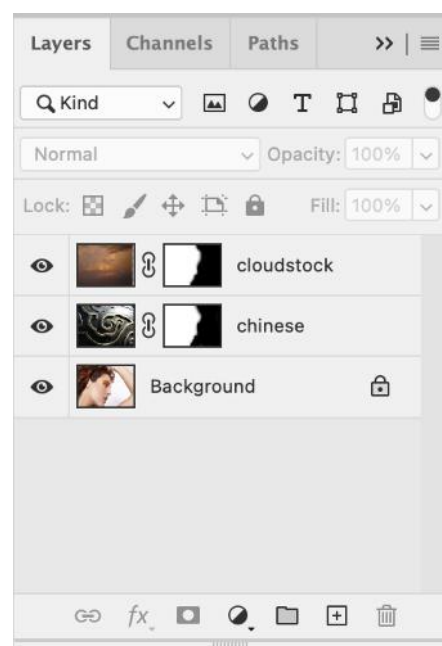 Layers Channels Paths
Kind T
Normal Opacity: 100%
Lock: Fill: 100%
cloudstock
chinese
Background
fx